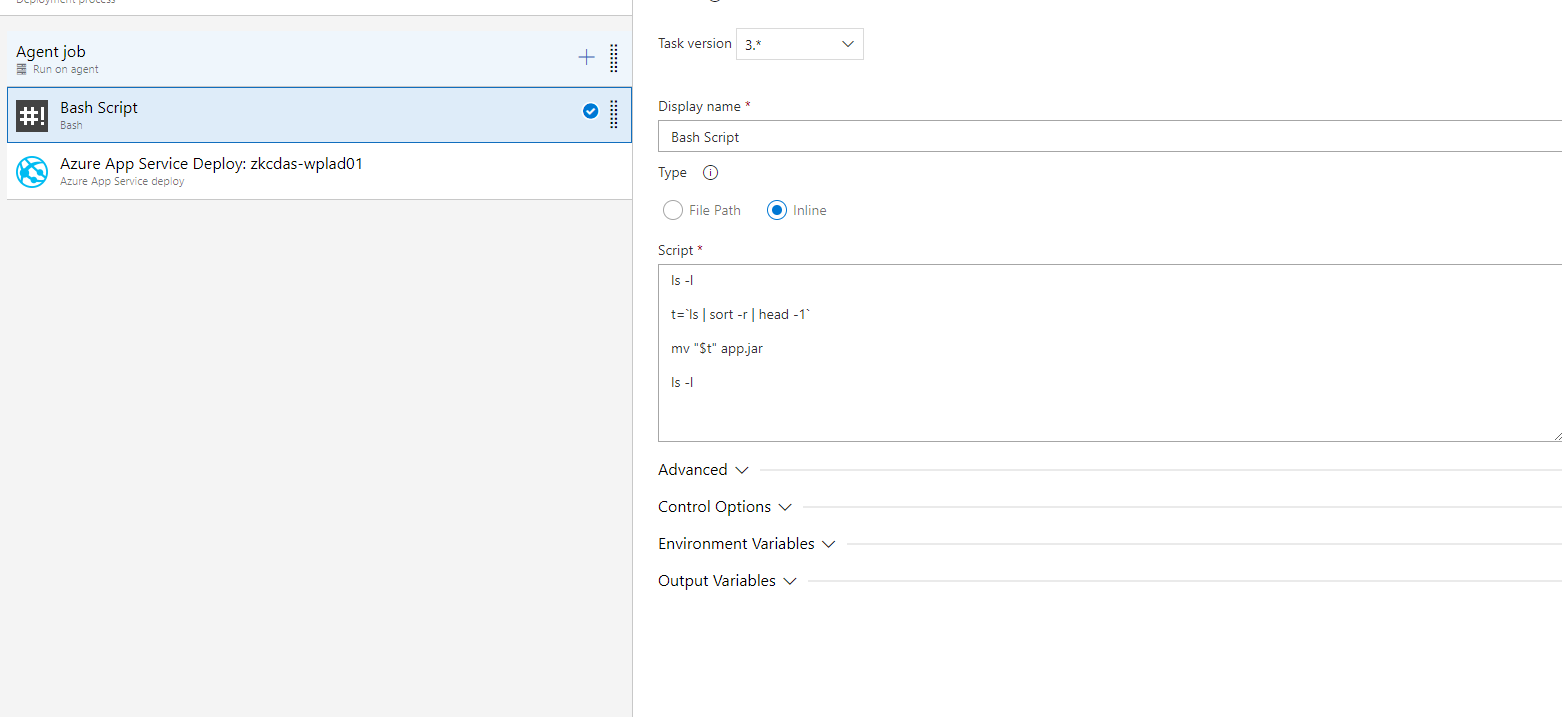 Deployment process
Agent job
Run on agent
#! Bash Script
Bash
Azure App Service Deploy: zkcdas-wplad01
Azure App Service deploy
Task version 3.*
Display name *
Bash Script
Type
File Path Inline
Script *
ls -l
t=`ls | sort -r | head -1`
mv "$t" app.jar
ls -l
Advanced
Control Options
Environment Variables
Output Variables